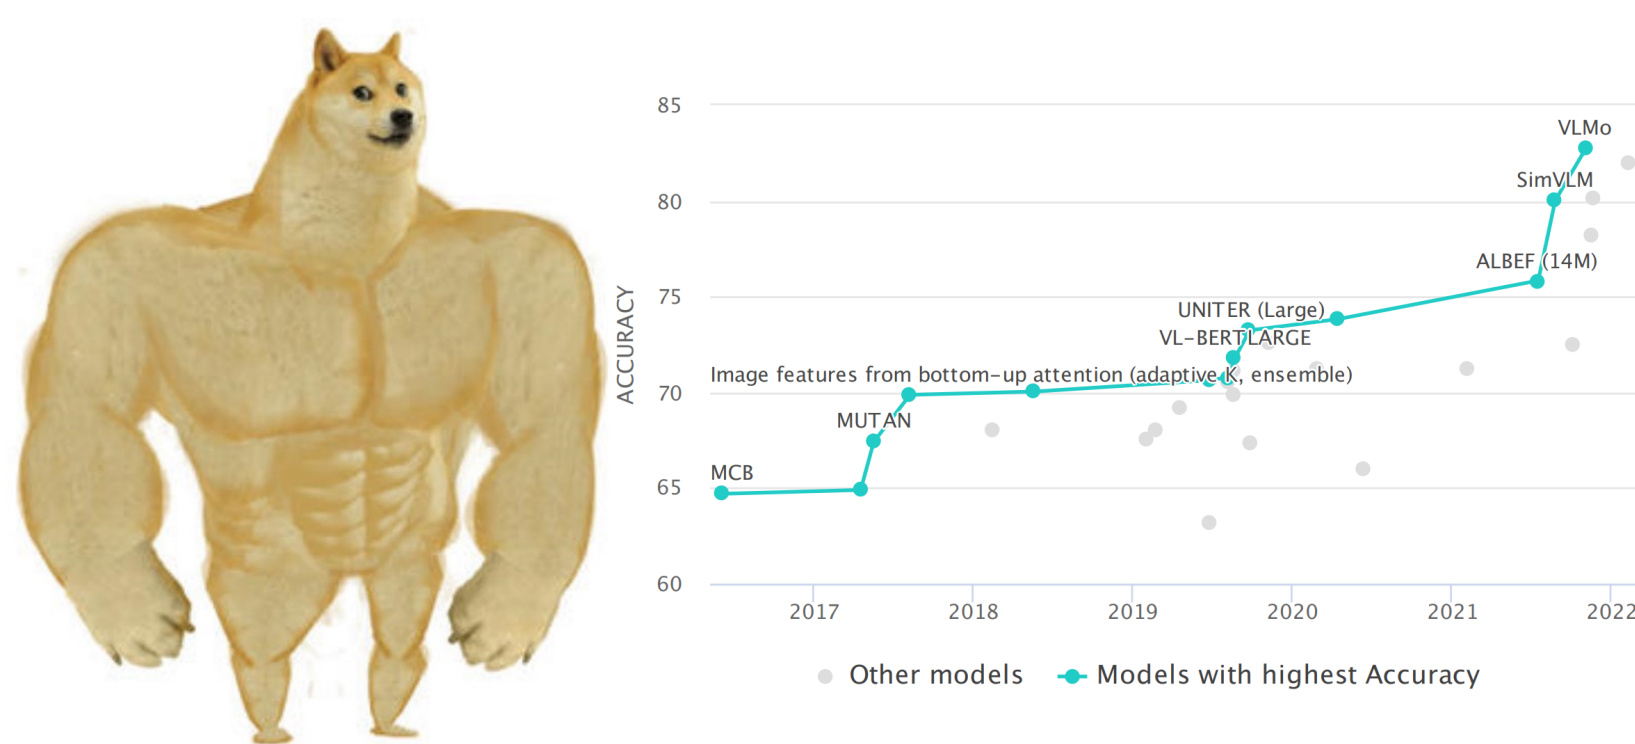 85
80
75
70
65
60
ACCURACY
VLMo
SimVLM
ALBEF (14M)
UNITER (Large)
VL-BERTLARGE
Image features from bottom-up attention (adaptive K, ensemble)
MUTAN
MCB
2017 2018 2019 2020 2021 2022
Other models Models with highest Accuracy